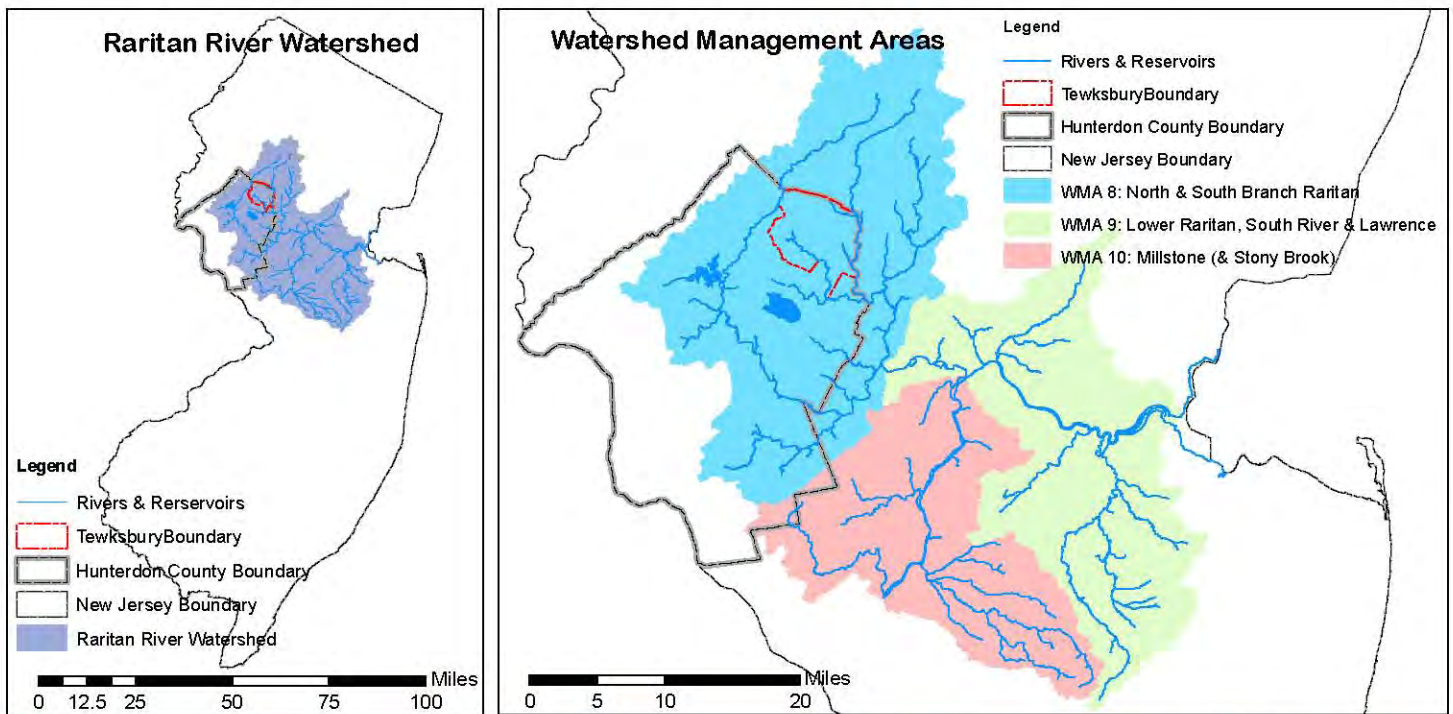 Raritan River Watershed
Legend
Rivers & Rerservoirs
TewksburyBoundary
Hunterdon County Boundary
New Jersey Boundary
Raritan River Watershed
Miles
0 12.5 25 50 75 100
Watershed Management Areas
Legend
Rivers & Reservoirs
TewksburyBoundary
Hunterdon County Boundary
New Jersey Boundary
WMA 8: North & South Branch Raritan
WMA 9: Lower Raritan, South River & Lawrence
WMA 10: Millstone (& Stony Brook)
Miles
0 5 10 20